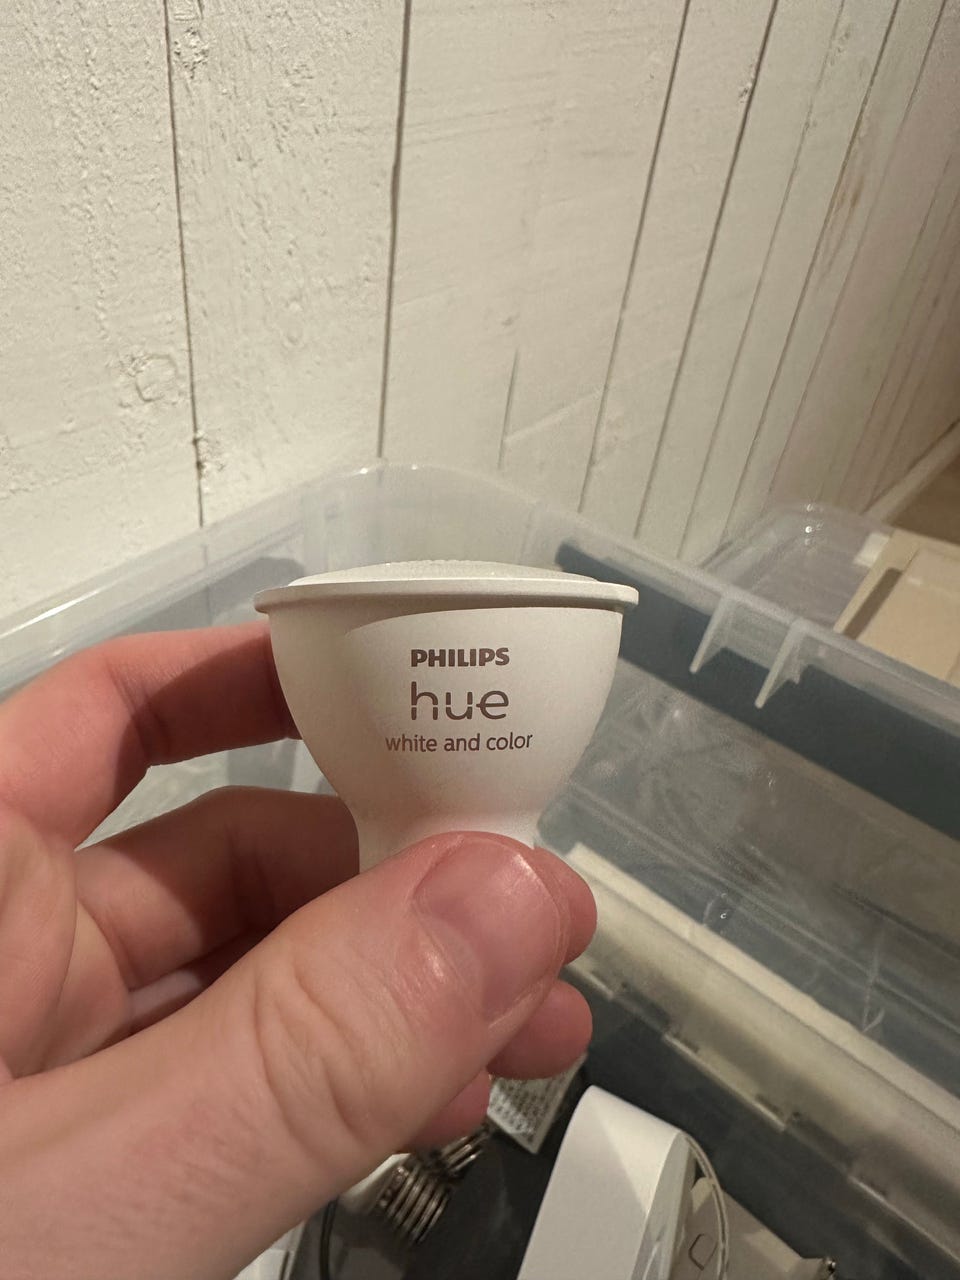 PHILIPS
hue
white and color